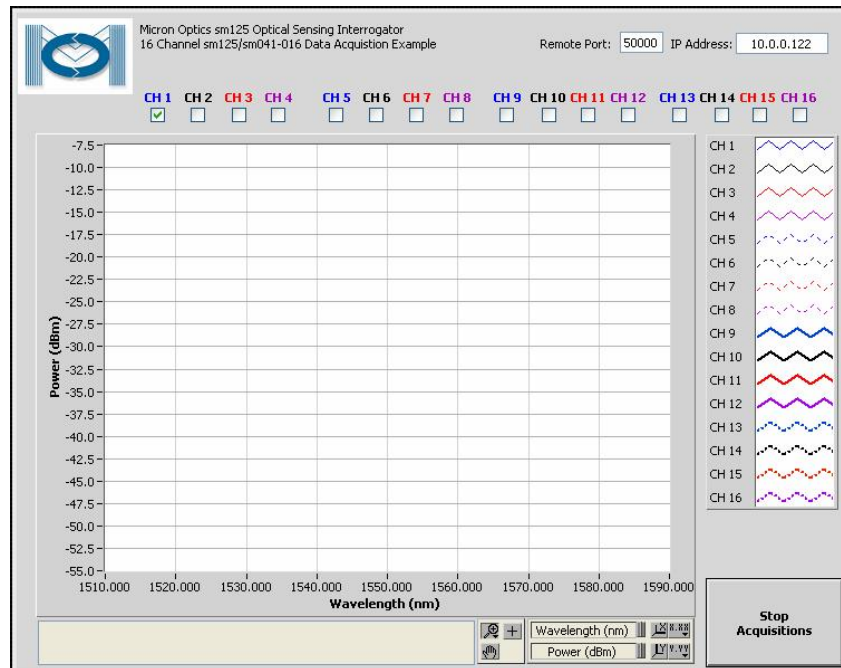 Micron Optics sm125 Optical Sensing Interrogator
16 Channel sm125/sm041-016 Data Acquistion Example
Remote Port: 50000 IP Address: 10.0.0.122
CH 1 CH 2 CH 3 CH 4 CH 5 CH 6 CH 7 CH 8 CH 9 CH 10 CH 11 CH 12 CH 13 CH 14 CH 15 CH 16
-7.5
-10.0
-12.5
-15.0
-17.5
-20.0
-22.5
-25.0
-27.5
-30.0
-32.5
-35.0
-37.5
-40.0
-42.5
-45.0
-47.5
-50.0
-52.5
-55.0
Power (dBm)
1510.000 1520.000 1530.000 1540.000 1550.000 1560.000 1570.000 1580.000 1590.000
Wavelength (nm)
CH 1
CH 2
CH 3
CH 4
CH 5
CH 6
CH 7
CH 8
CH 9
CH 10
CH 11
CH 12
CH 13
CH 14
CH 15
CH 16
Wavelength (nm) X X.XX
Power (dBm) Y Y.YY
Stop
Acquisitions